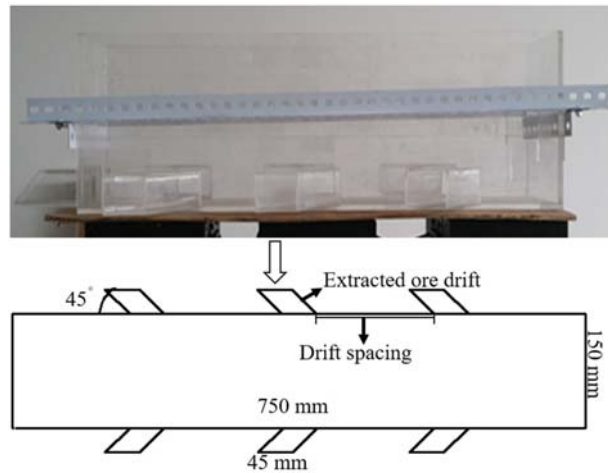 45°
Extracted ore drift
Drift spacing
150 mm
750 mm
45 mm